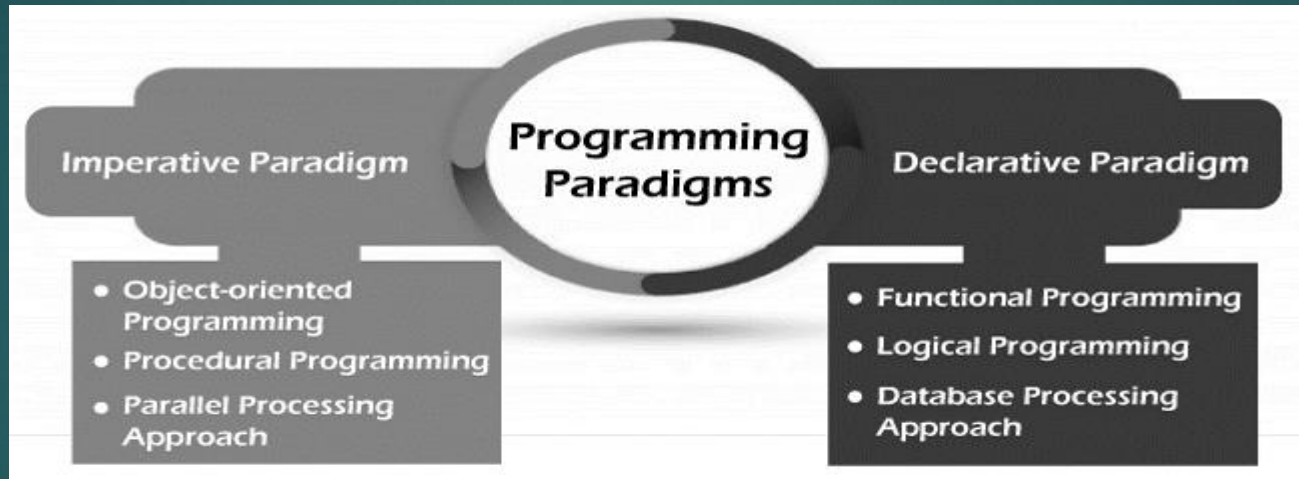 Programming
Paradigms
Imperative Paradigm
• Object-oriented
Programming
• Procedural Programming
• Parallel Processing
Approach
Declarative Paradigm
• Functional Programming
• Logical Programming
• Database Processing
Approach